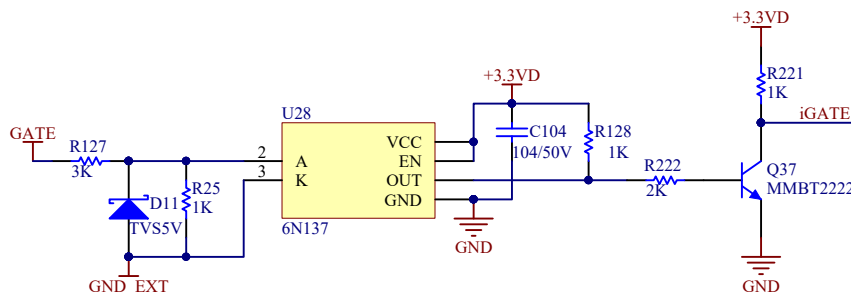 +3.3VD
R221
1K
iGATE
+3.3VD
U28
GATE
R127
3K
2
3
A
K
VCC
EN
OUT
GND
C104
104/50V
R128
1K
R222
2K
Q37
MMBT2222
R25
1K
D11
TVS5V
6N137
GND
GND_EXT
GND